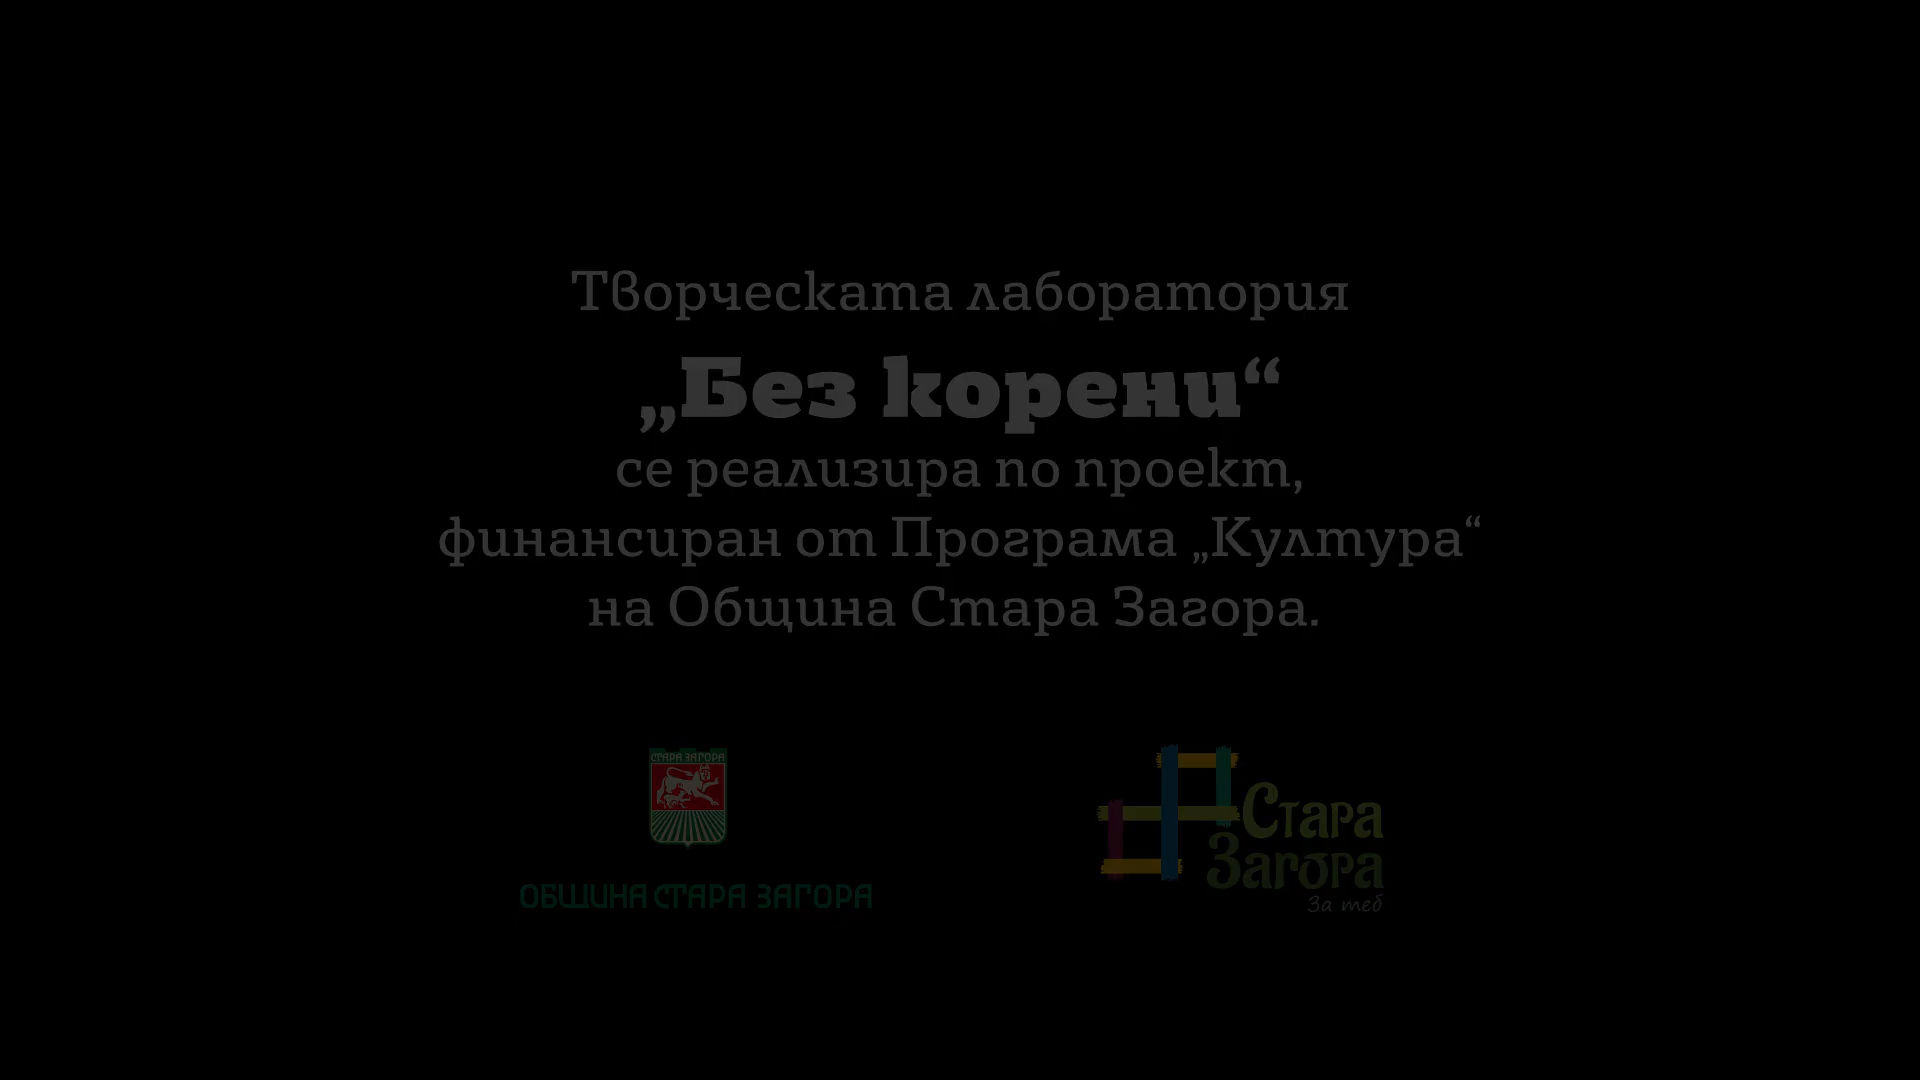 Творческата лаборатория
„Без корени“
се реализира по проект,
финансиран от Програма „Култура“
на Община Стара Загора.
СТАРА ЗАГОРА
ОБЩИНА СТАРА ЗАГОРА
Стара
Загора
За теб